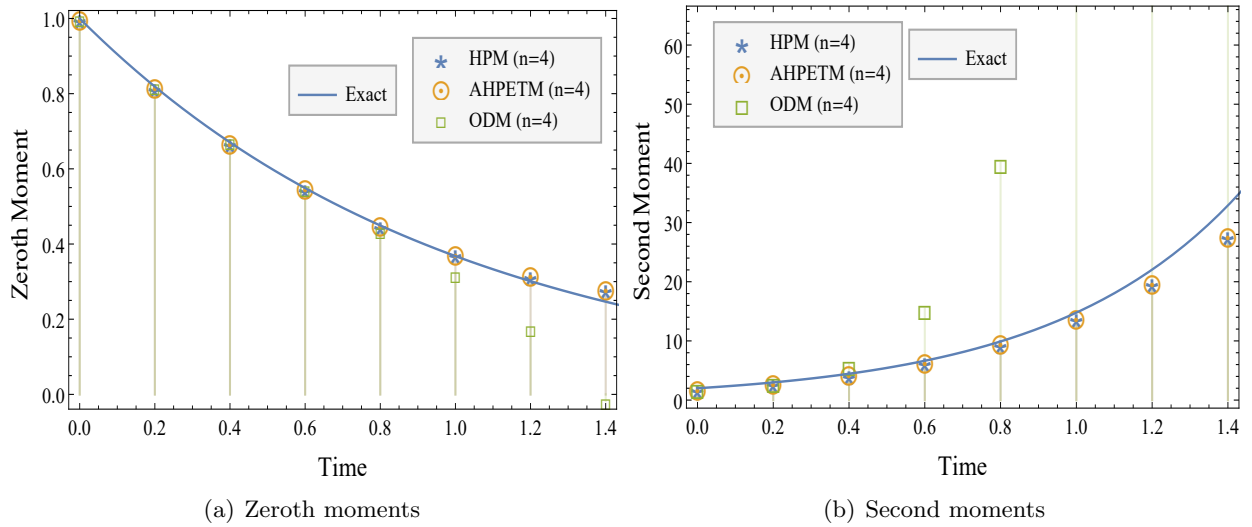 HPM (n=4)
AHPETM (n=4)
ODM (n=4)
Exact
Zeroth Moment
1.0
0.8
0.6
0.4
0.2
0.0
0.0 0.2 0.4 0.6 0.8 1.0 1.2 1.4
Time
(a) Zeroth moments
HPM (n=4)
AHPETM (n=4)
ODM (n=4)
Exact
Second Moment
60
50
40
30
20
10
0
0.0 0.2 0.4 0.6 0.8 1.0 1.2 1.4
Time
(b) Second moments